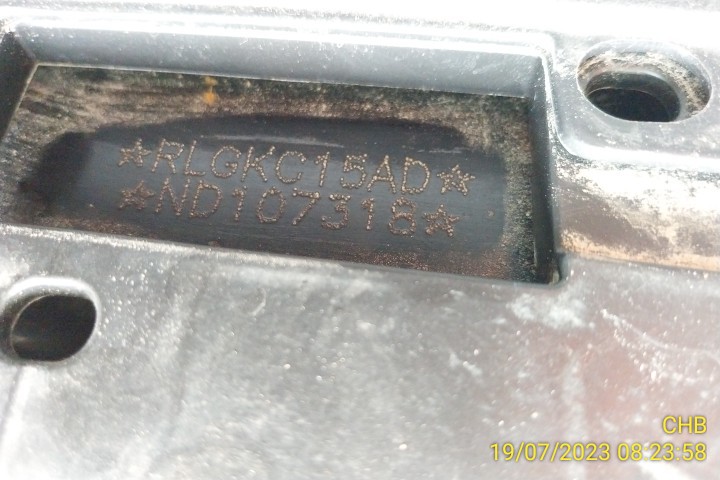 ☆RLGKC15AD☆
☆ND107318☆
CHB
19/07/2023 08:23:58